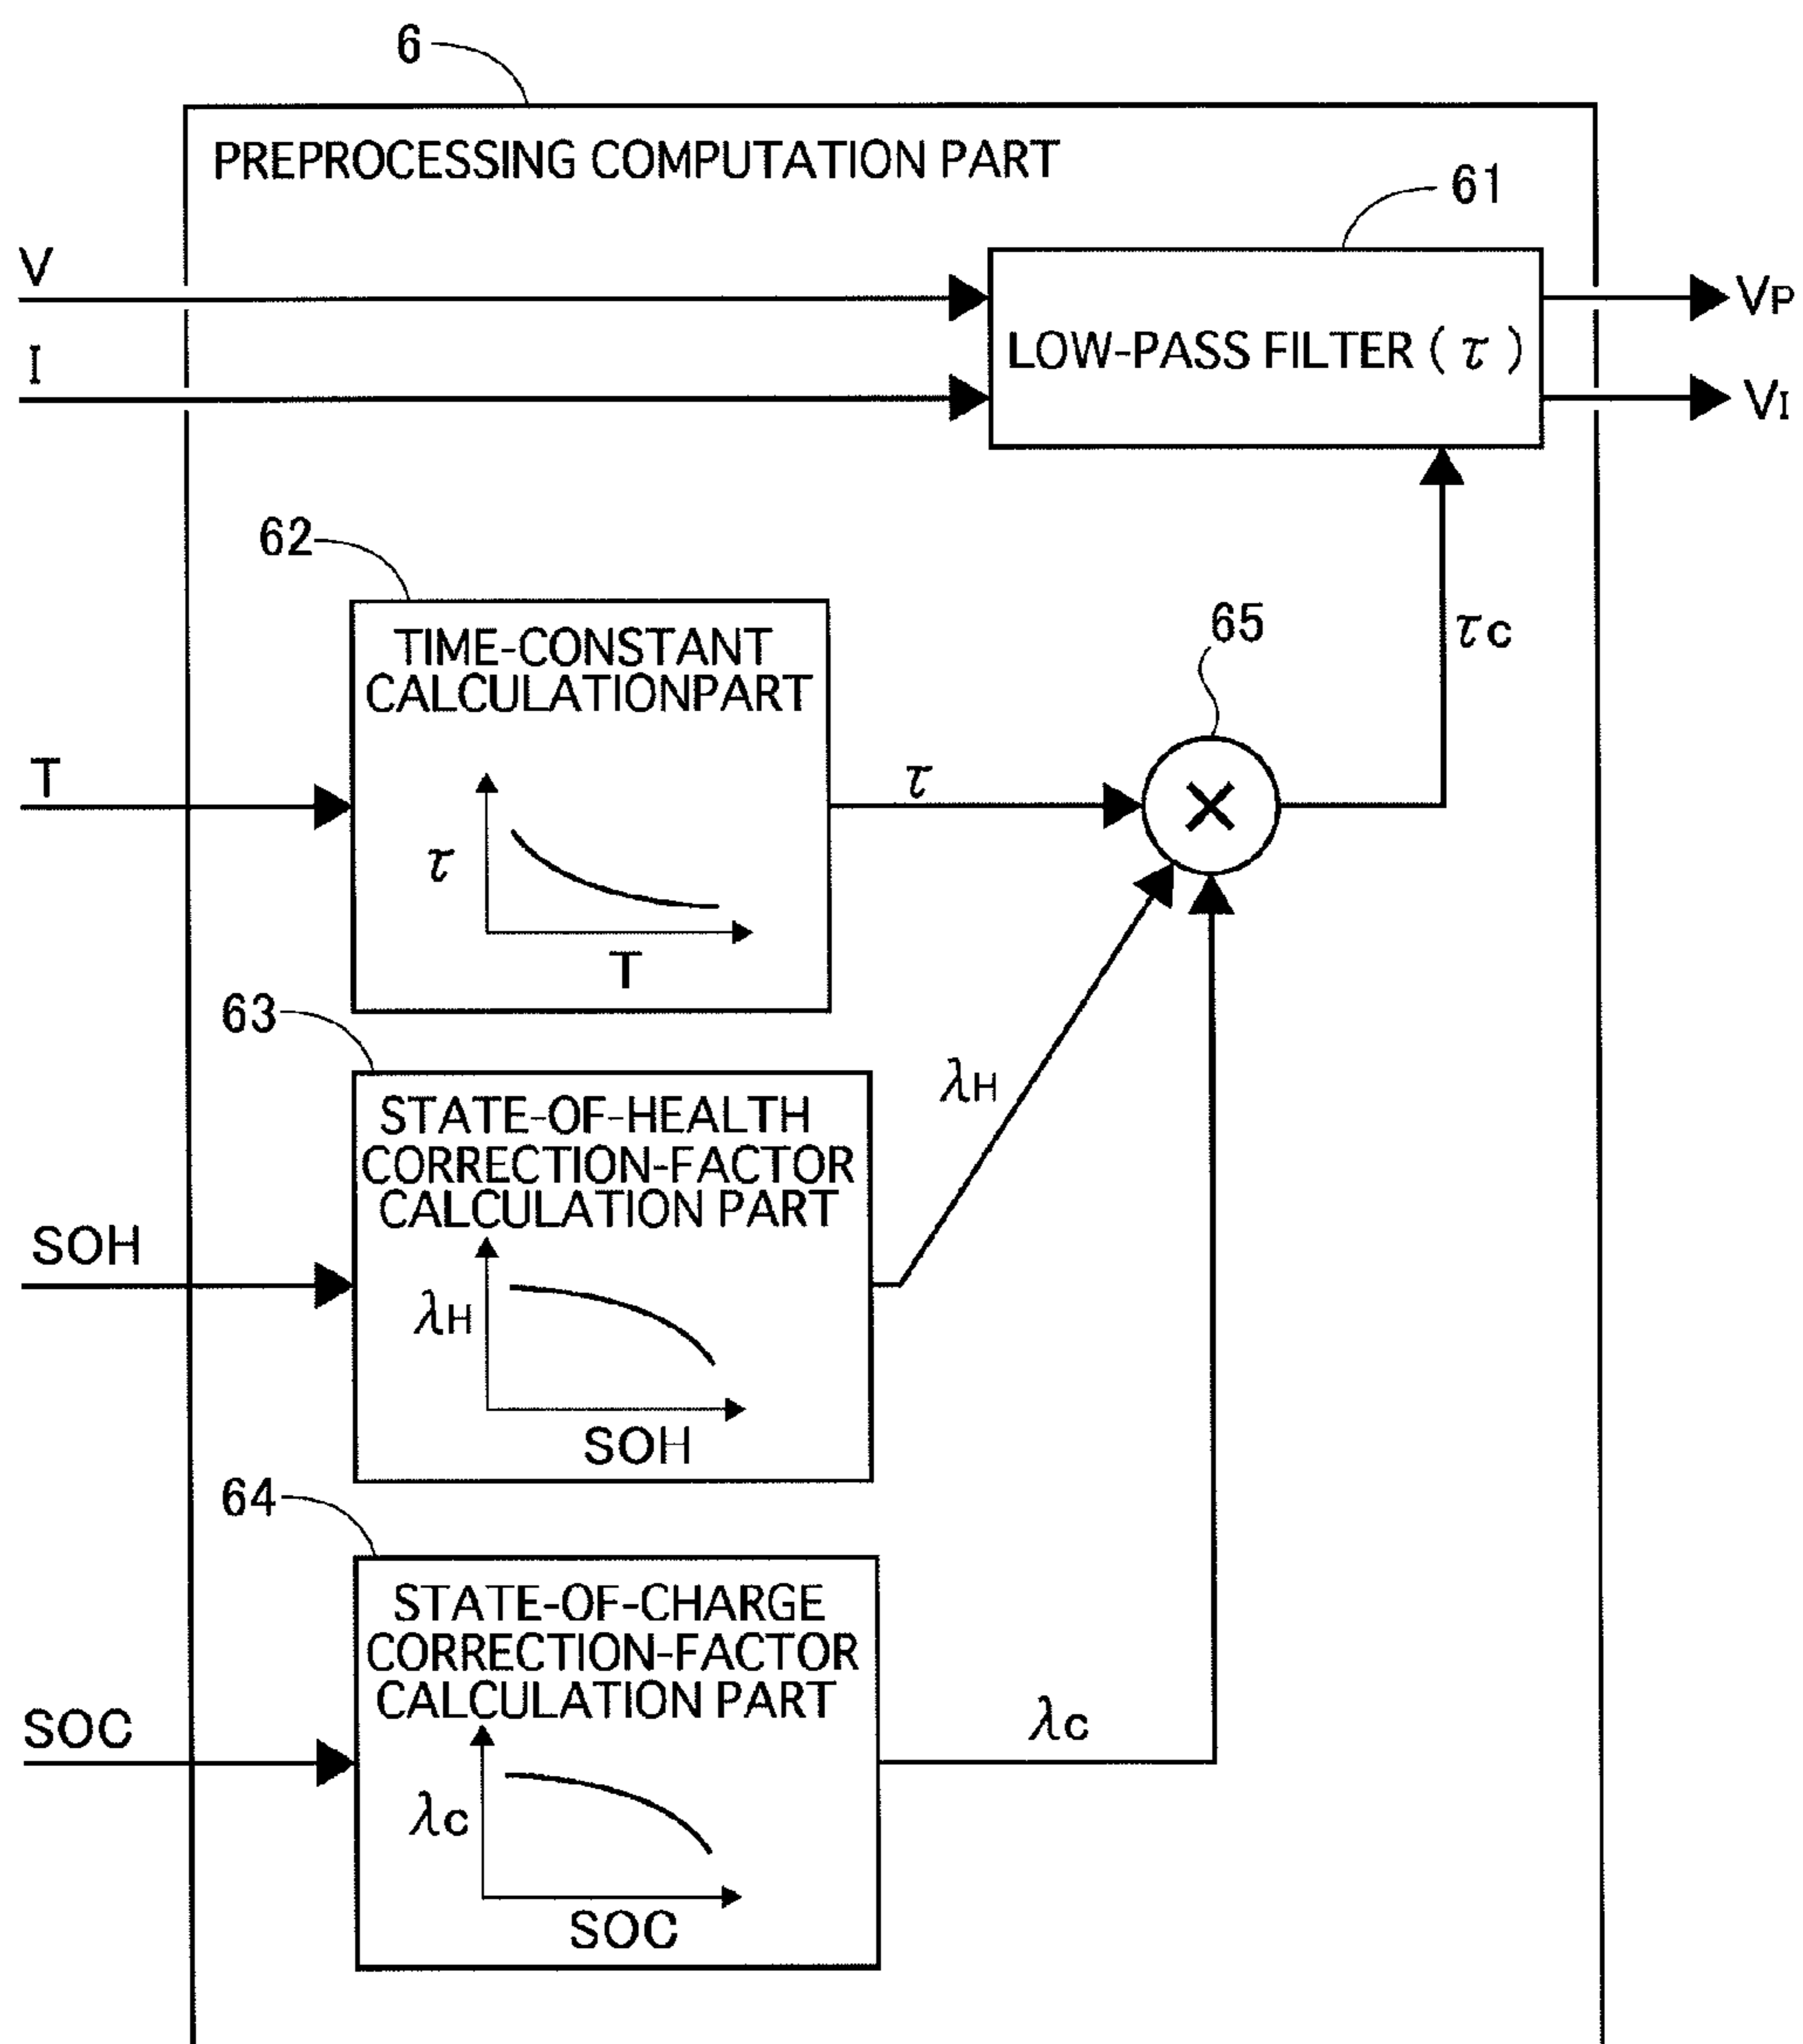 6
PREPROCESSING COMPUTATION PART
61
V
I
LOW-PASS FILTER(τ)
VP
VI
62
TIME-CONSTANT
CALCULATIONPART
65
τc
T
τ
×
τ
T
63
STATE-OF-HEALTH
CORRECTION-FACTOR
CALCULATION PART
λH
SOH
λH
SOH
64
STATE-OF-CHARGE
CORRECTION-FACTOR
CALCULATION PART
SOC
λc
λc
SOC